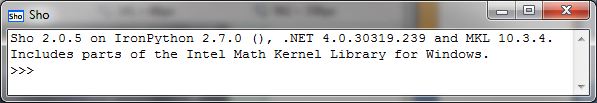 Sho
Sho 2.0.5 on IronPython 2.7.0 (), .NET 4.0.30319.239 and MKL 10.3.4.
Includes parts of the Intel Math Kernel Library for Windows.
>>>